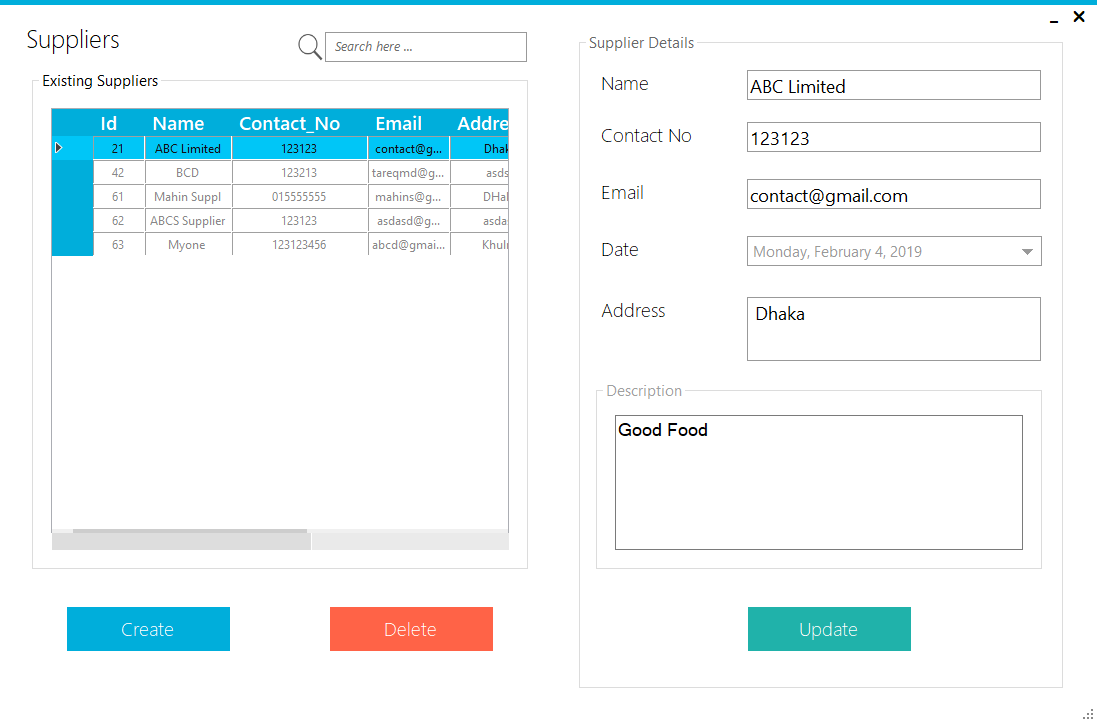 Suppliers
Search here ...
Existing Suppliers
Id Name Contact_No Email Addre
21 ABC Limited 123123 contact@g... Dhak
42 BCD 123213 tareqmd@g... asds
61 Mahin Suppl 015555555 mahins@g... DHak
62 ABCS Supplier 123123 asdasd@g... asda
63 Myone 123123456 abcd@gmai... Khuln
Create
Delete
Supplier Details
Name ABC Limited
Contact No 123123
Email contact@gmail.com
Date Monday, February 4, 2019
Address Dhaka
Description
Good Food
Update